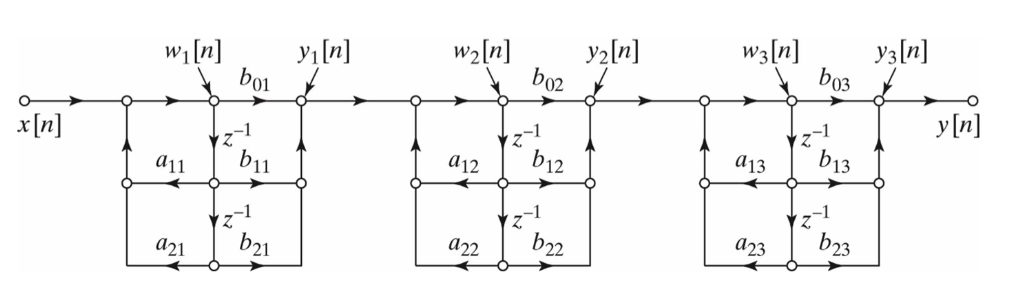 w₁[n] y₁[n] w₂[n] y₂[n] w₃[n] y₃[n]
b₀₁ b₀₂ b₀₃
x[n] y[n]
z⁻¹ z⁻¹ z⁻¹
a₁₁ b₁₁ a₁₂ b₁₂ a₁₃ b₁₃
z⁻¹ z⁻¹ z⁻¹
a₂₁ b₂₁ a₂₂ b₂₂ a₂₃ b₂₃